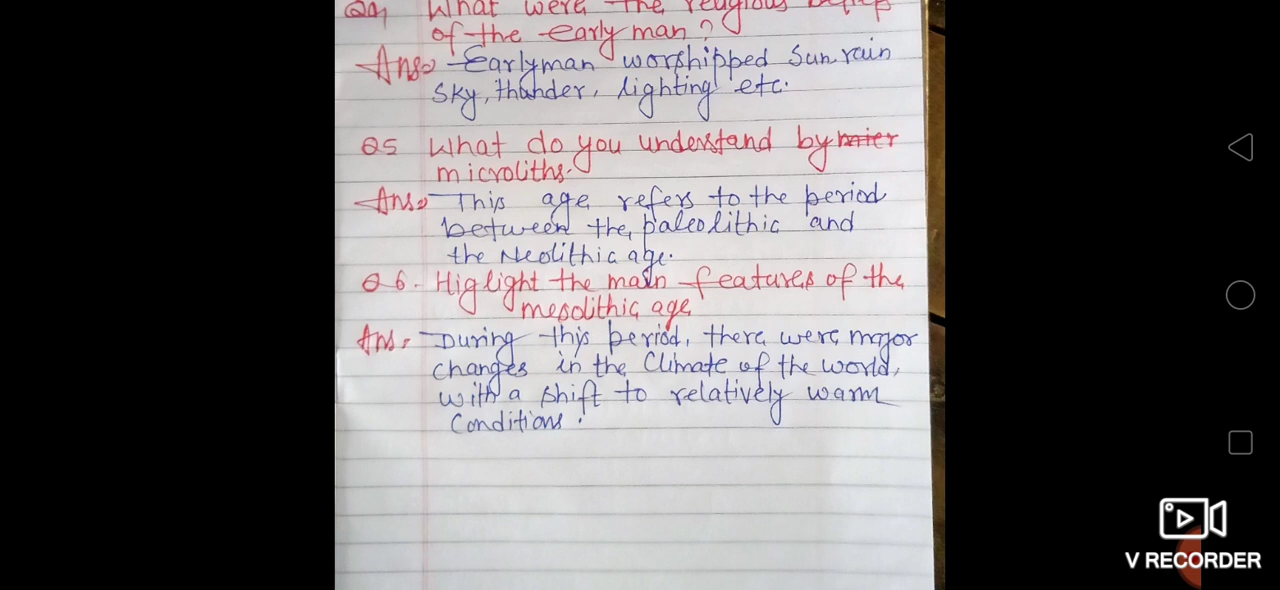 Q4, What were the religious beliefs
of the early man?
Ans→ Earlyman worshipped Sun rain
Sky, thunder, lighting etc.
Q5 What do you understand by mier
microliths.
Ans→ This age refers to the period
between the paleolithic and
the Neolithic age.
Q6. Higlight the main features of the
mesolithic age
Ans, During this period, there were major
changes in the Climate of the world,
with a shift to relatively warm
Conditions.
V RECORDER